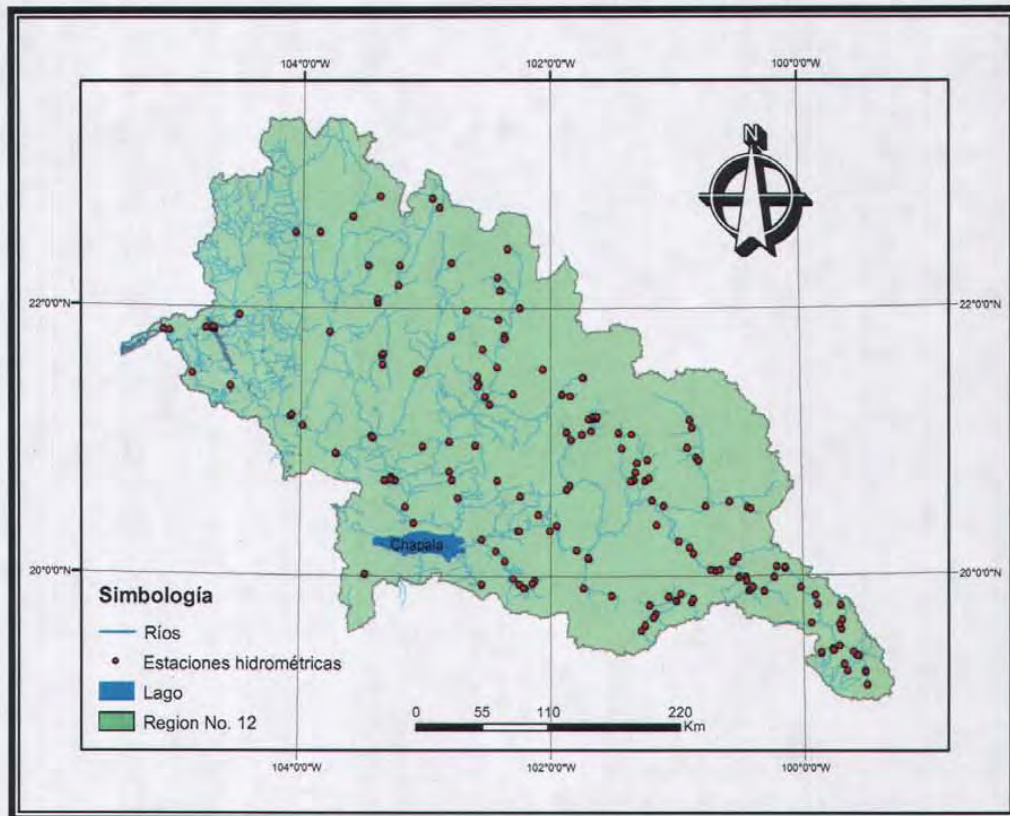 104°0'0"W 102°0'0"W 100°0'0"W
N
22°0'0"N 22°0'0"N
Chapala
20°0'0"N 20°0'0"N
Simbología
Ríos
Estaciones hidrométricas
Lago
Region No. 12
0 55 110 220
Km
104°0'0"W 102°0'0"W 100°0'0"W